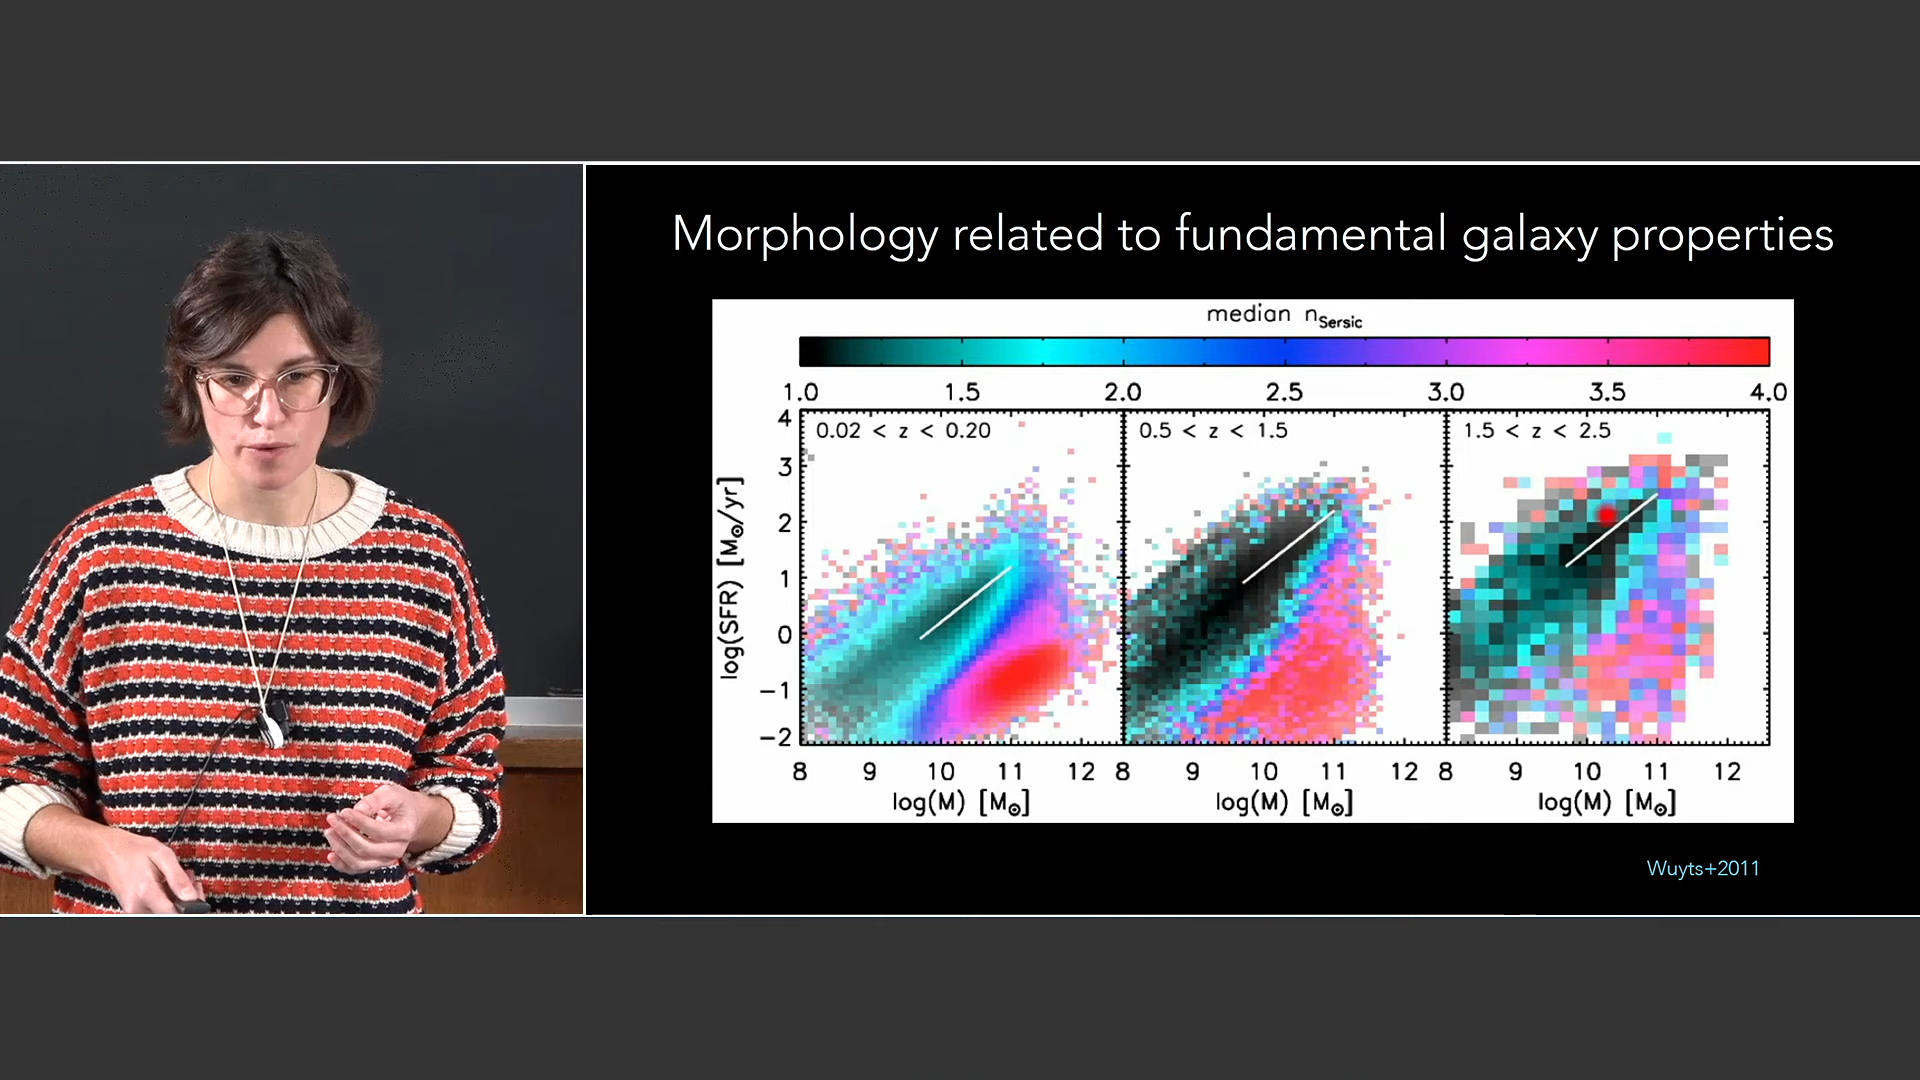 Morphology related to fundamental galaxy properties
median n_Sersic
1.0 1.5 2.0 2.5 3.0 3.5 4.0
0.02 < z < 0.20
0.5 < z < 1.5
1.5 < z < 2.5
log(SFR) [M⊙/yr]
4
3
2
1
0
−1
−2
8 9 10 11 12 8 9 10 11 12 8 9 10 11 12
log(M) [M⊙] log(M) [M⊙] log(M) [M⊙]
Wuyts+2011